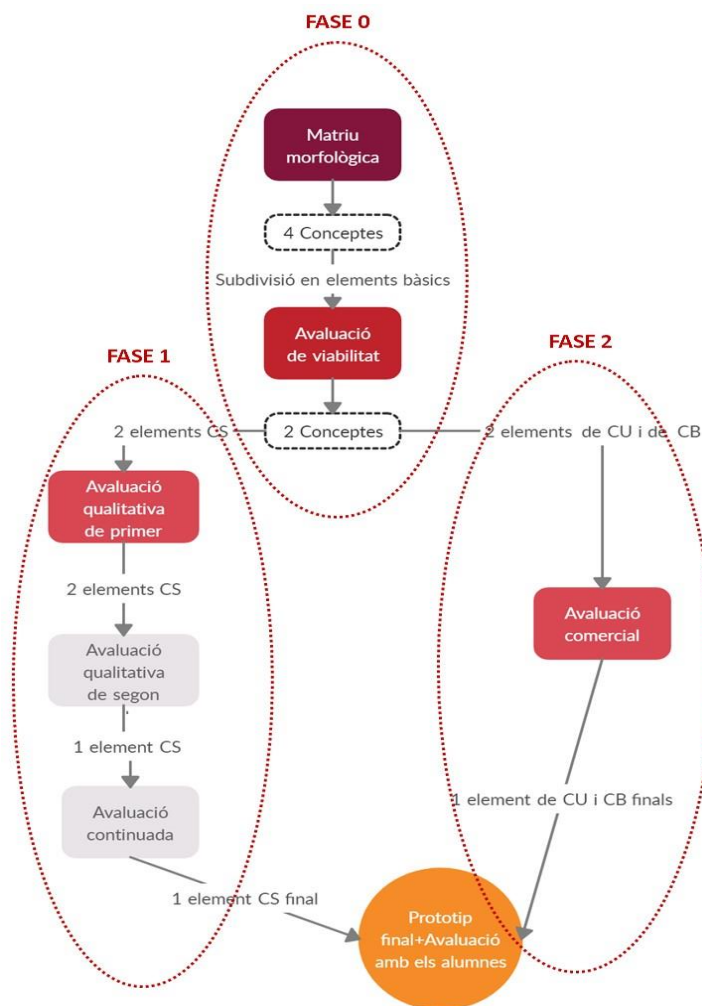 FASE 0
Matriu
morfològica
4 Conceptes
Subdivisió en elements bàsics
Avaluació
de viabilitat
2 Conceptes
FASE 1
2 elements CS
Avaluació
qualitativa
de primer
2 elements CS
Avaluació
qualitativa
de segon
.
1 element CS
Avaluació
continuada
1 element CS final
FASE 2
2 elements de CU i de CB
Avaluació
comercial
1 element de CU i CB finals
Prototip
final+Avaluació
amb els alumnes